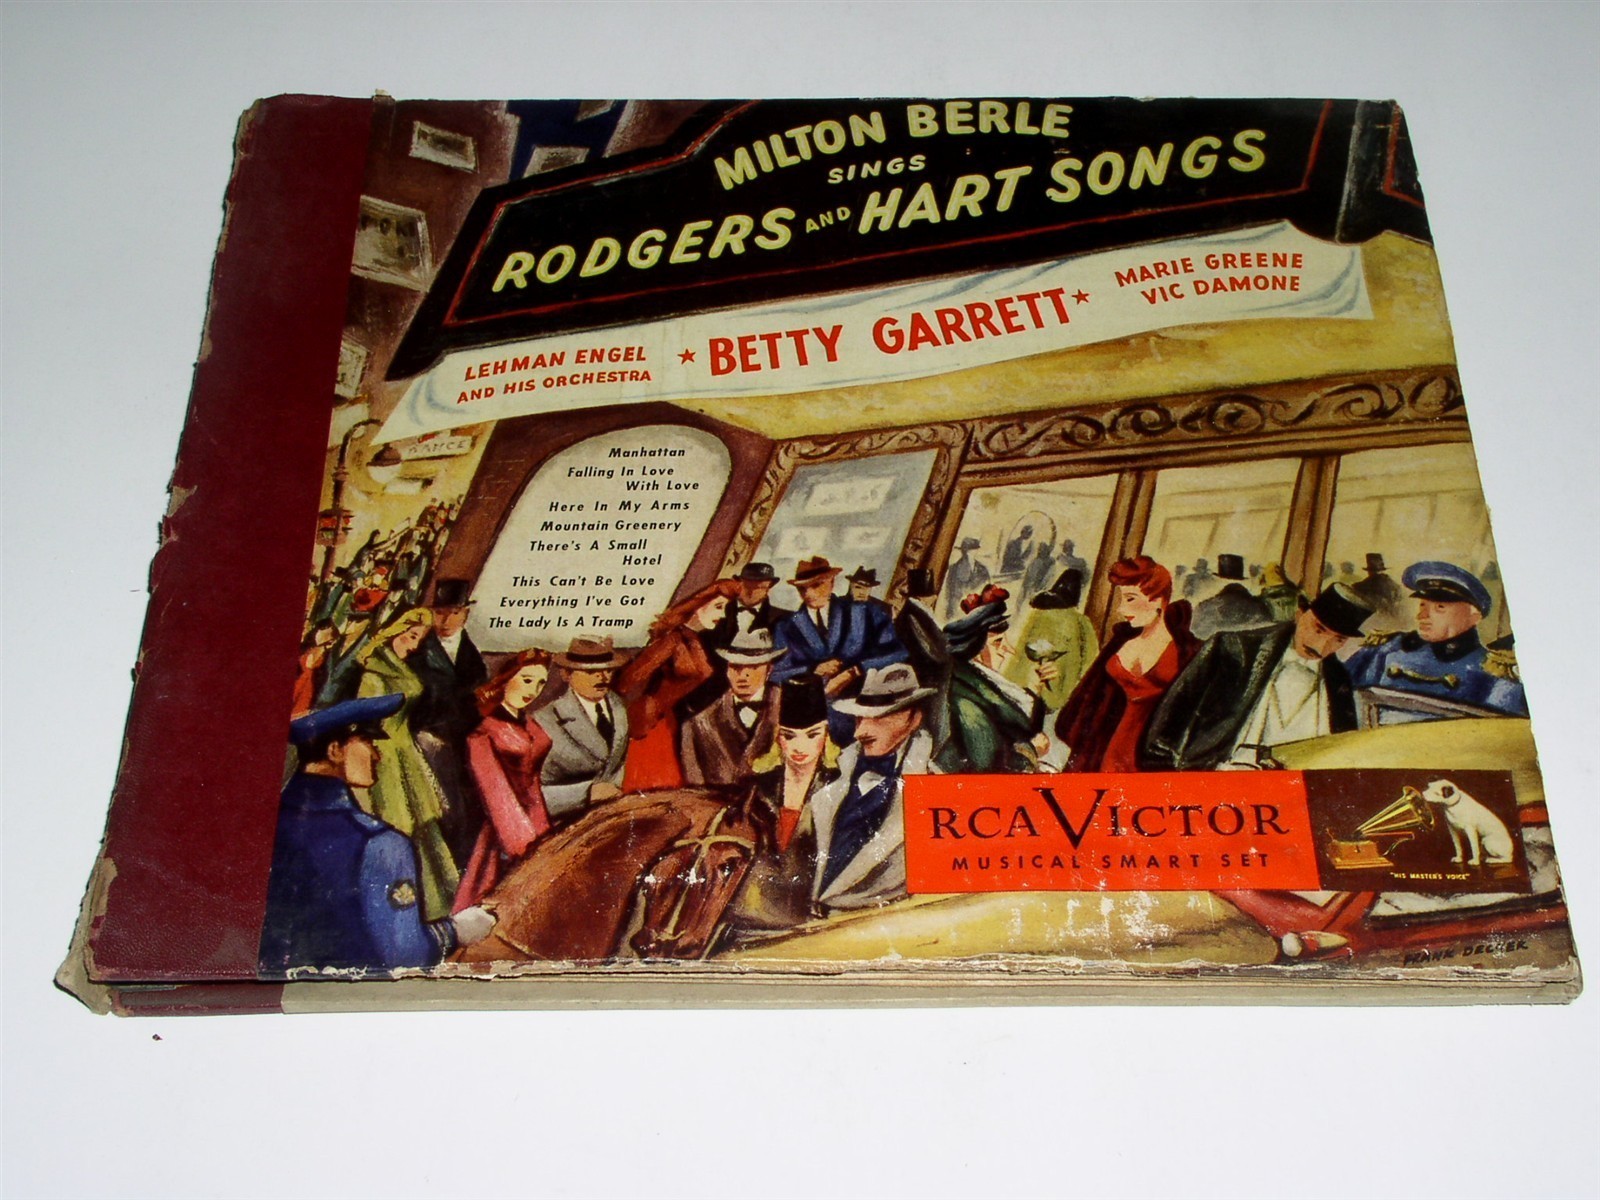 MILTON BERLE
SINGS
RODGERS AND HART SONGS
LEHMAN ENGEL
AND HIS ORCHESTRA
★ BETTY GARRETT ★
MARIE GREENE
VIC DAMONE
DANCE
Manhattan
Falling In Love
With Love
Here In My Arms
Mountain Greenery
There's A Small
Hotel
This Can't Be Love
Everything I've Got
The Lady Is A Tramp
RCA VICTOR
MUSICAL SMART SET
"HIS MASTER'S VOICE"
FRANK DECKER